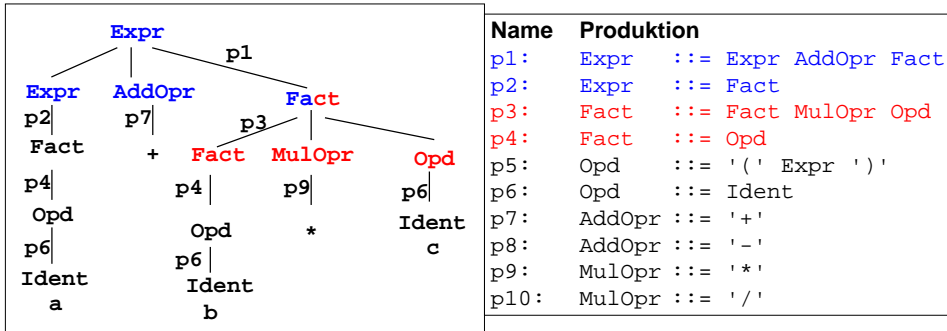 Expr
p1
Expr AddOpr Fact
p2 p7 p3
Fact + Fact MulOpr Opd
p4 p4 p9 p6
Opd Opd * Ident
p6 p6 c
Ident Ident
a b
Name Produktion
p1: Expr ::= Expr AddOpr Fact
p2: Expr ::= Fact
p3: Fact ::= Fact MulOpr Opd
p4: Fact ::= Opd
p5: Opd ::= '(' Expr ')'
p6: Opd ::= Ident
p7: AddOpr ::= '+'
p8: AddOpr ::= '-'
p9: MulOpr ::= '*'
p10: MulOpr ::= '/'